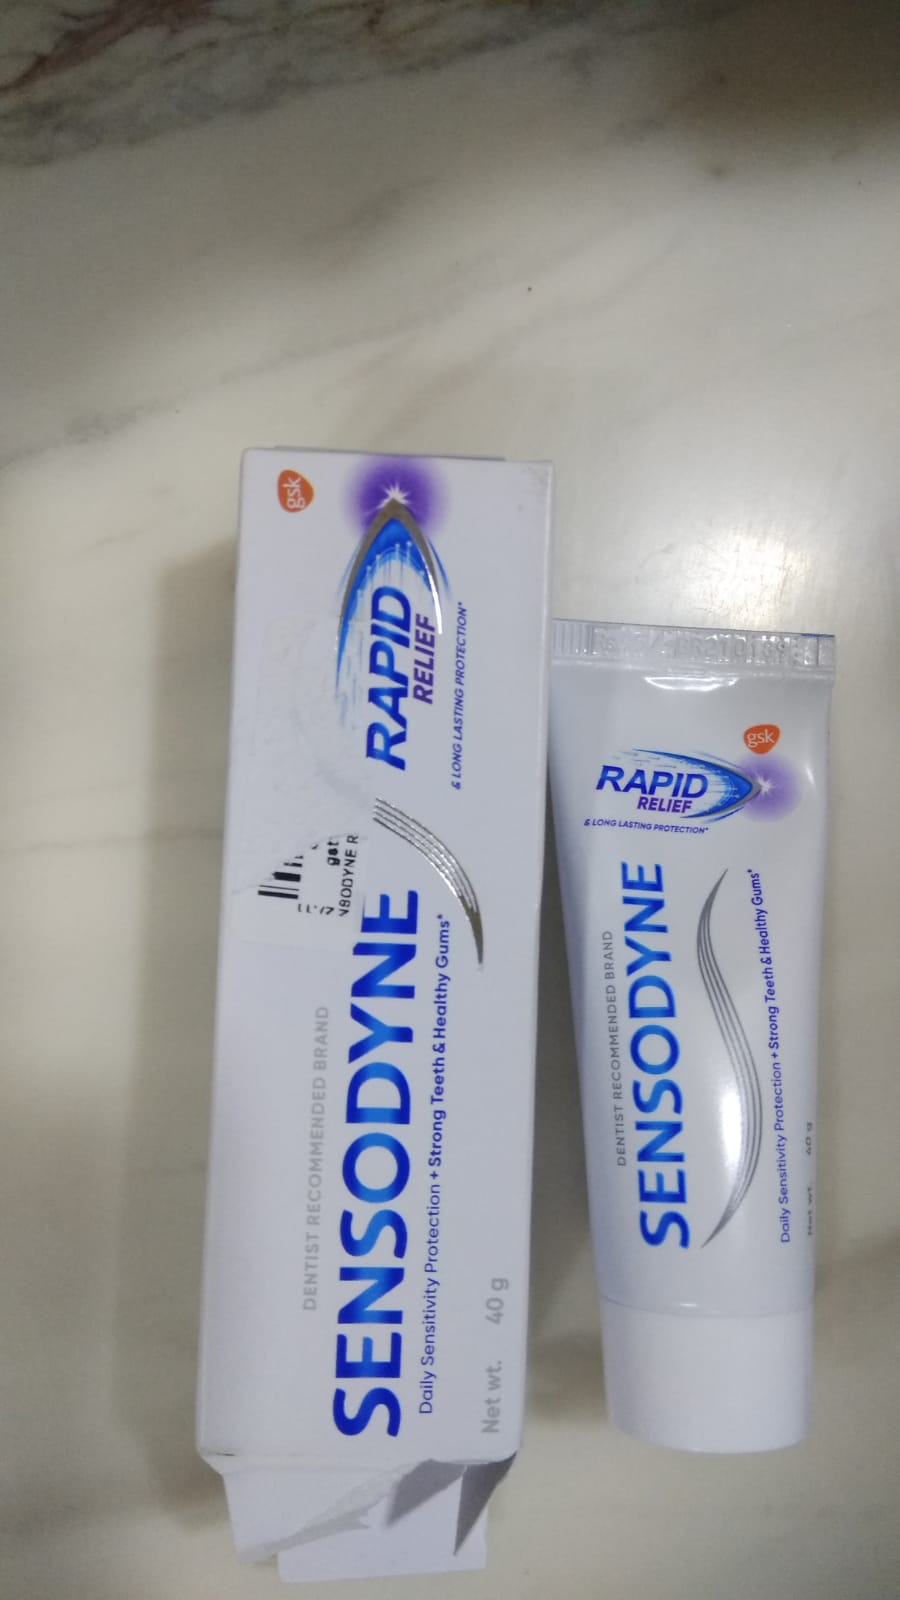 gsk
RAPID
RELIEF
& LONG LASTING PROTECTION*
DENTIST RECOMMENDED BRAND
SENSODYNE
Daily Sensitivity Protection + Strong Teeth & Healthy Gums*
Net wt. 40 g
gsk
RAPID
RELIEF
& LONG LASTING PROTECTION*
DENTIST RECOMMENDED BRAND
SENSODYNE
Daily Sensitivity Protection + Strong Teeth & Healthy Gums*
Net wt. 40 g